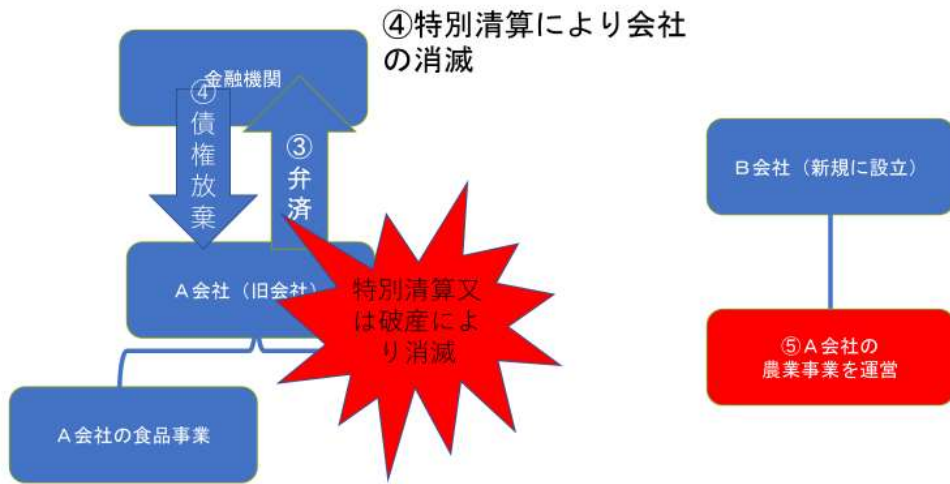 ④特別清算により会社
の消滅
金融機関
④債権放棄
③弁済
A会社（旧会社）
特別清算又
は破産によ
り消滅
A会社の食品事業
B会社（新規に設立）
⑤A会社の
農業事業を運営